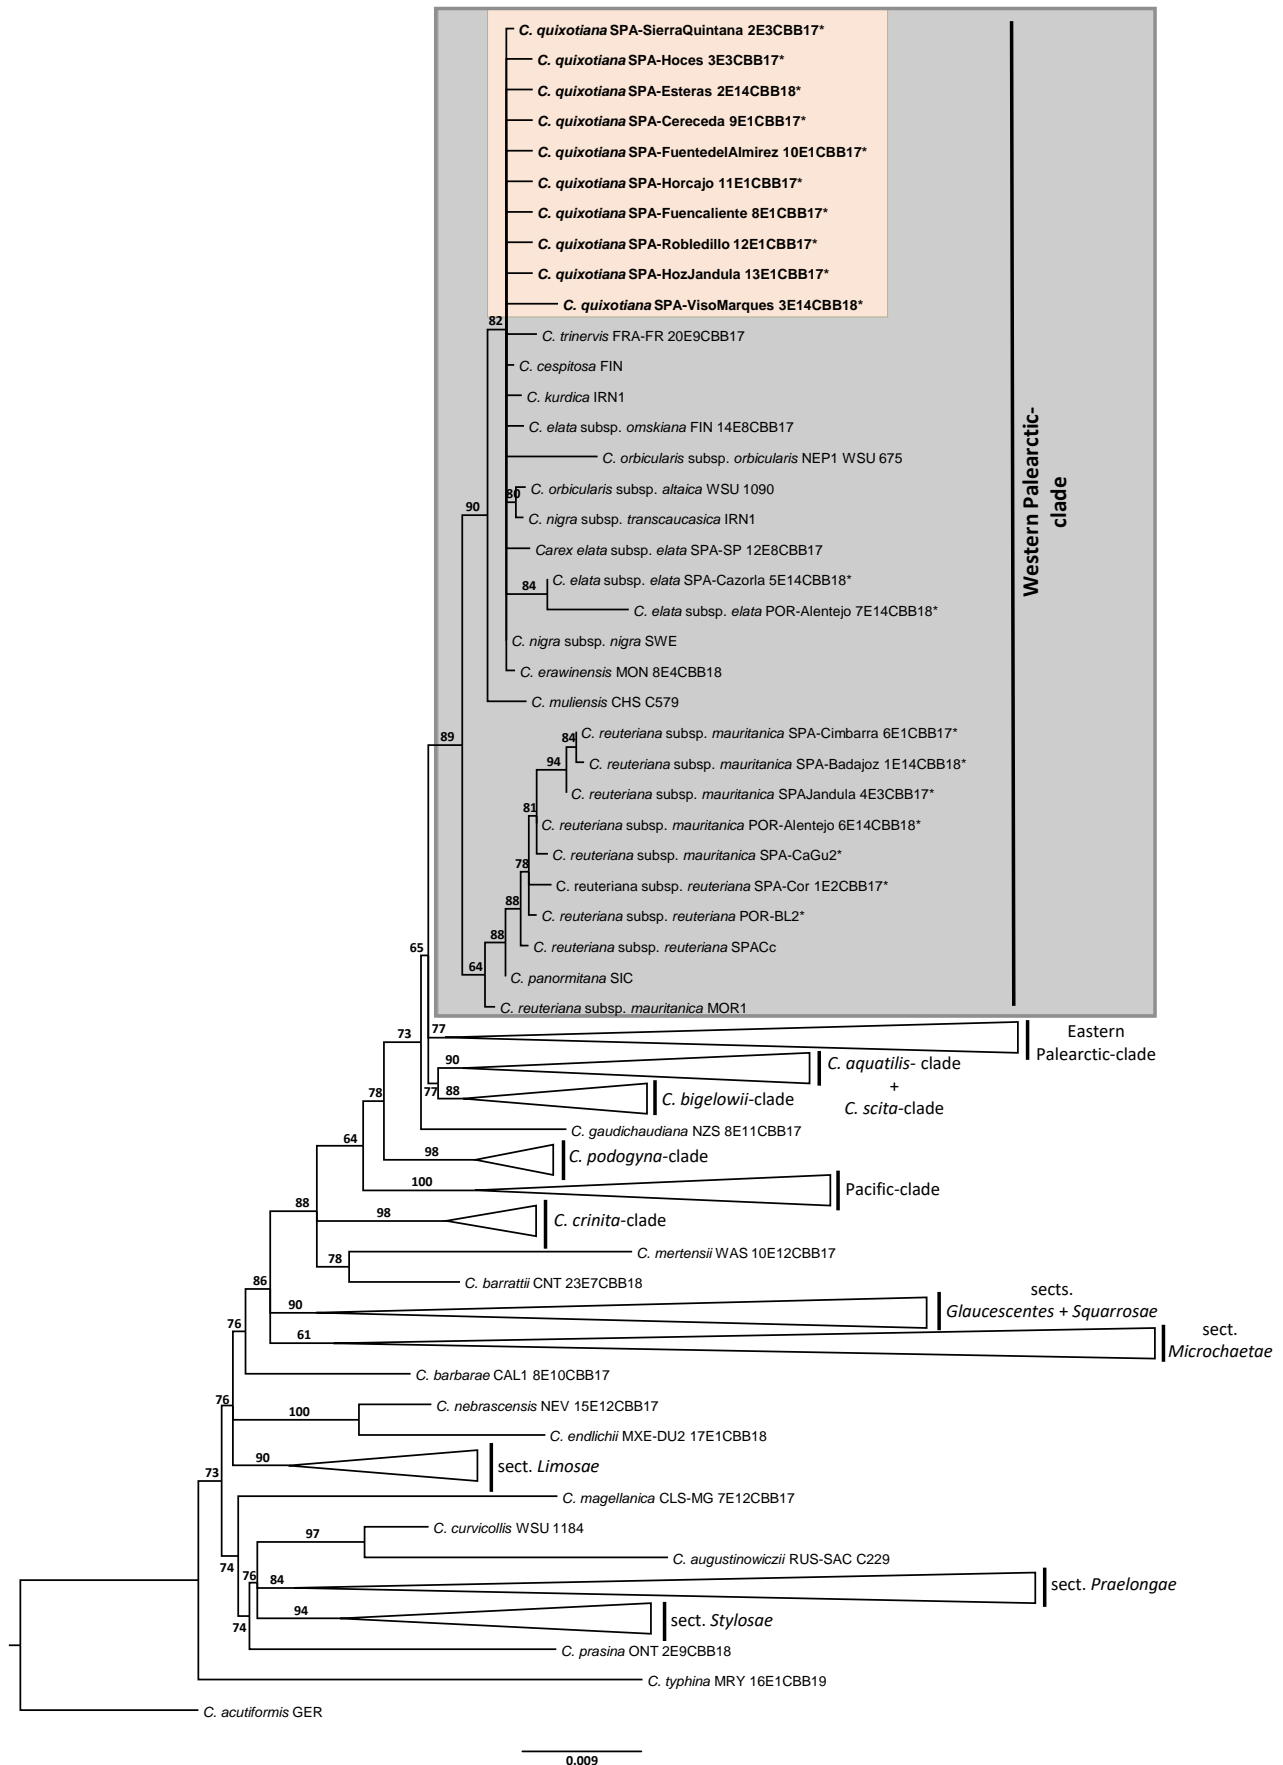 C. quixotiana SPA-SierraQuintana 2E3CBB17*
C. quixotiana SPA-Hoces 3E3CBB17*
C. quixotiana SPA-Esteras 2E14CBB18*
C. quixotiana SPA-Cereceda 9E1CBB17*
C. quixotiana SPA-FuentedelAlmirez 10E1CBB17*
C. quixotiana SPA-Horcajo 11E1CBB17*
C. quixotiana SPA-Fuencaliente 8E1CBB17*
C. quixotiana SPA-Robledillo 12E1CBB17*
C. quixotiana SPA-HozJandula 13E1CBB17*
C. quixotiana SPA-VisoMarques 3E14CBB18*
82
C. trinervis FRA-FR 20E9CBB17
C. cespitosa FIN
C. kurdica IRN1
C. elata subsp. omskiana FIN 14E8CBB17
C. orbicularis subsp. orbicularis NEP1 WSU 675
80
C. orbicularis subsp. altaica WSU 1090
90
C. nigra subsp. transcaucasica IRN1
Carex elata subsp. elata SPA-SP 12E8CBB17
84
C. elata subsp. elata SPA-Cazorla 5E14CBB18*
C. elata subsp. elata POR-Alentejo 7E14CBB18*
C. nigra subsp. nigra SWE
C. erawinensis MON 8E4CBB18
C. muliensis CHS C579
Western Palearctic-
clade
89
84
C. reuteriana subsp. mauritanica SPA-Cimbarra 6E1CBB17*
94
C. reuteriana subsp. mauritanica SPA-Badajoz 1E14CBB18*
C. reuteriana subsp. mauritanica SPAJandula 4E3CBB17*
81
C. reuteriana subsp. mauritanica POR-Alentejo 6E14CBB18*
C. reuteriana subsp. mauritanica SPA-CaGu2*
78
C. reuteriana subsp. reuteriana SPA-Cor 1E2CBB17*
88
C. reuteriana subsp. reuteriana POR-BL2*
88
C. reuteriana subsp. reuteriana SPACc
65
64
C. panormitana SIC
C. reuteriana subsp. mauritanica MOR1
73
77
Eastern
Palearctic-clade
90
C. aquatilis- clade
+
C. scita-clade
77
88
C. bigelowii-clade
78
C. gaudichaudiana NZS 8E11CBB17
64
98
C. podogyna-clade
100
Pacific-clade
88
98
C. crinita-clade
78
C. mertensii WAS 10E12CBB17
C. barrattii CNT 23E7CBB18
86
90
sects.
Glaucescentes + Squarrosae
76
61
sect.
Microchaetae
C. barbarae CAL1 8E10CBB17
76
100
C. nebrascensis NEV 15E12CBB17
C. endlichii MXE-DU2 17E1CBB18
90
sect. Limosae
73
C. magellanica CLS-MG 7E12CBB17
97
C. curvicollis WSU 1184
74
C. augustinowiczii RUS-SAC C229
76
84
sect. Praelongae
94
sect. Stylosae
74
C. prasina ONT 2E9CBB18
C. typhina MRY 16E1CBB19
C. acutiformis GER
0.009